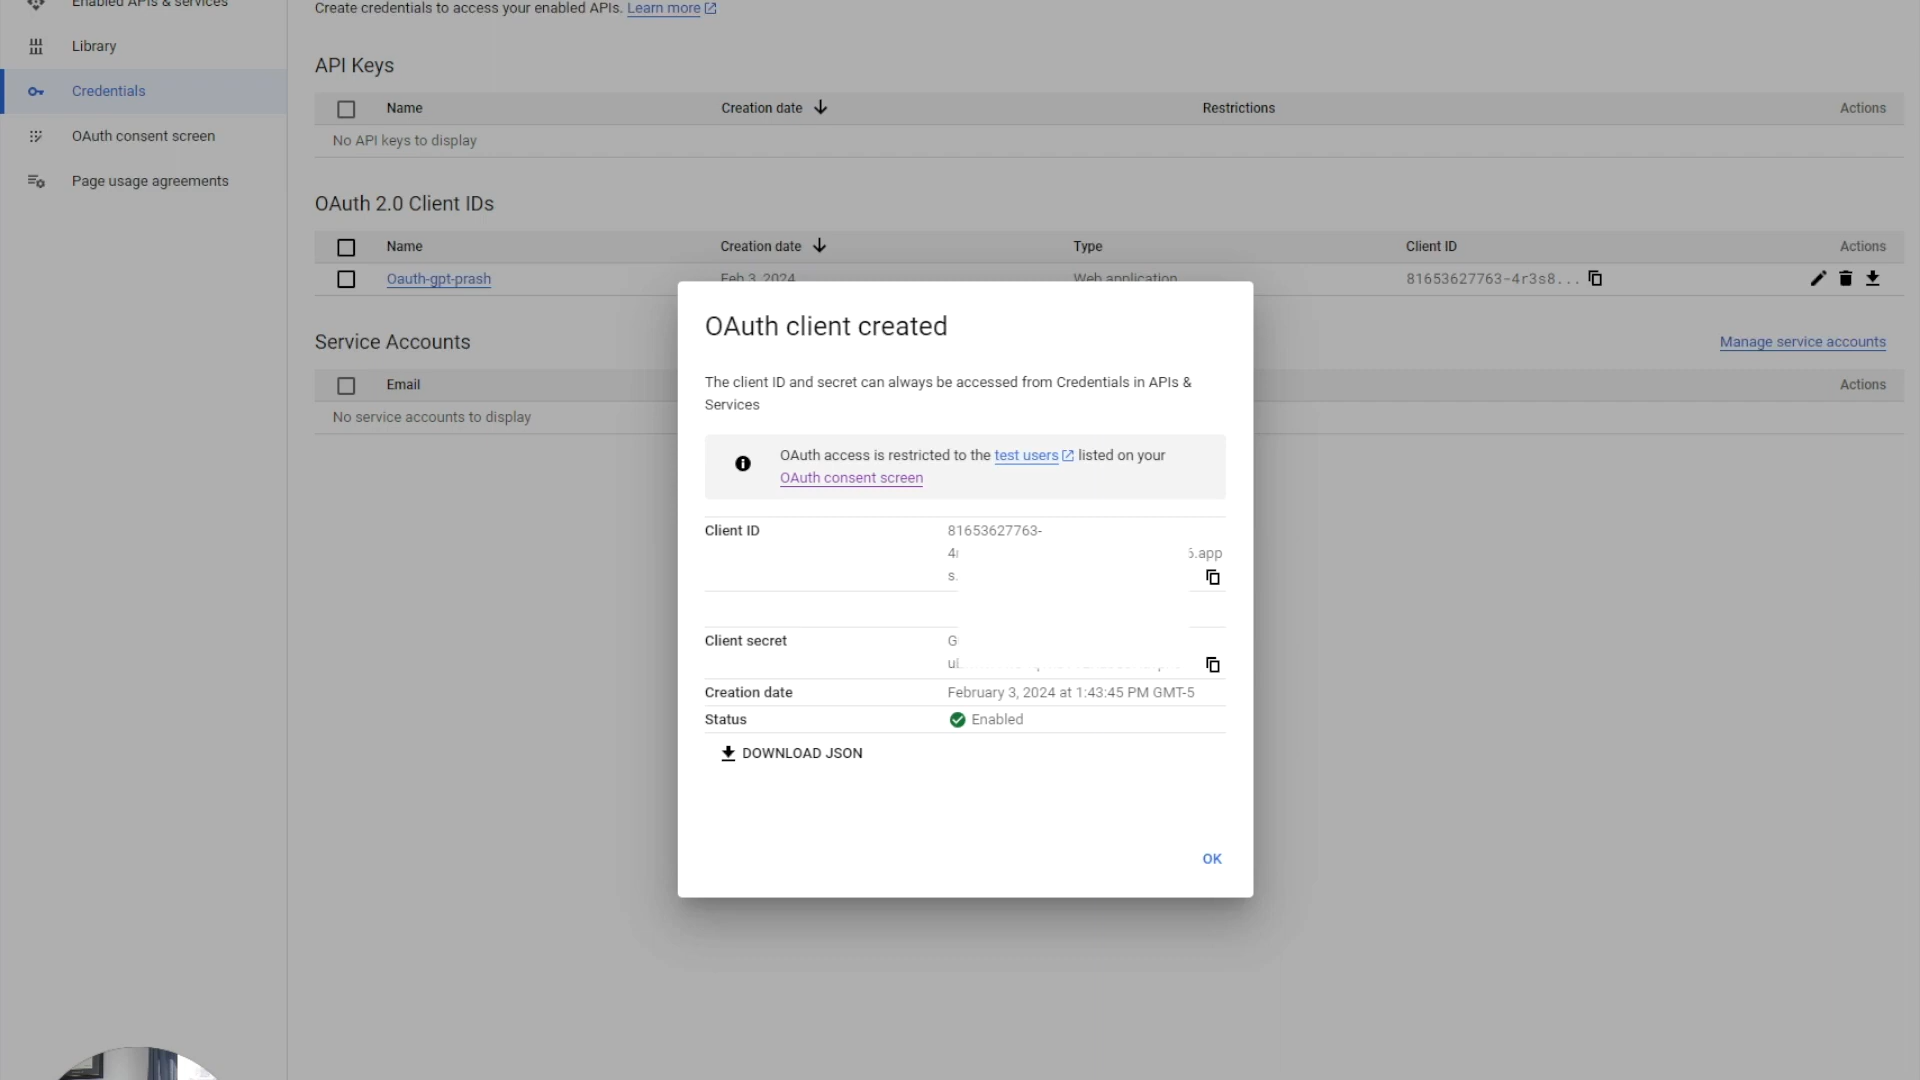 Enabled APIs & services
Create credentials to access your enabled APIs. Learn more
Library
Credentials
OAuth consent screen
Page usage agreements
API Keys
Name Creation date Restrictions Actions
No API keys to display
OAuth 2.0 Client IDs
Name Creation date Type Client ID Actions
Oauth-gpt-prash Feb 3, 2024 Web application 81653627763-4r3s8...
Service Accounts Manage service accounts
Email Actions
No service accounts to display
OAuth client created
The client ID and secret can always be accessed from Credentials in APIs &
Services
OAuth access is restricted to the test users listed on your
OAuth consent screen
Client ID 81653627763-
.app
s.
Client secret G
Creation date February 3, 2024 at 1:43:45 PM GMT-5
Status Enabled
DOWNLOAD JSON
OK